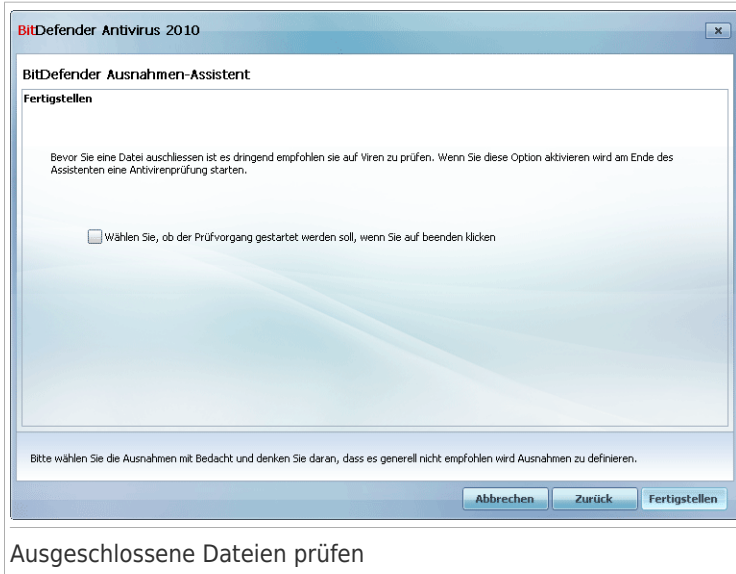 BitDefender Antivirus 2010
BitDefender Ausnahmen-Assistent
Fertigstellen
Bevor Sie eine Datei auschliessen ist es dringend empfohlen sie auf Viren zu prüfen. Wenn Sie diese Option aktivieren wird am Ende des
Assistenten eine Antivirenprüfung starten.
Wählen Sie, ob der Prüfvorgang gestartet werden soll, wenn Sie auf beenden klicken
Bitte wählen Sie die Ausnahmen mit Bedacht und denken Sie daran, dass es generell nicht empfohlen wird Ausnahmen zu definieren.
Abbrechen Zurück Fertigstellen
Ausgeschlossene Dateien prüfen